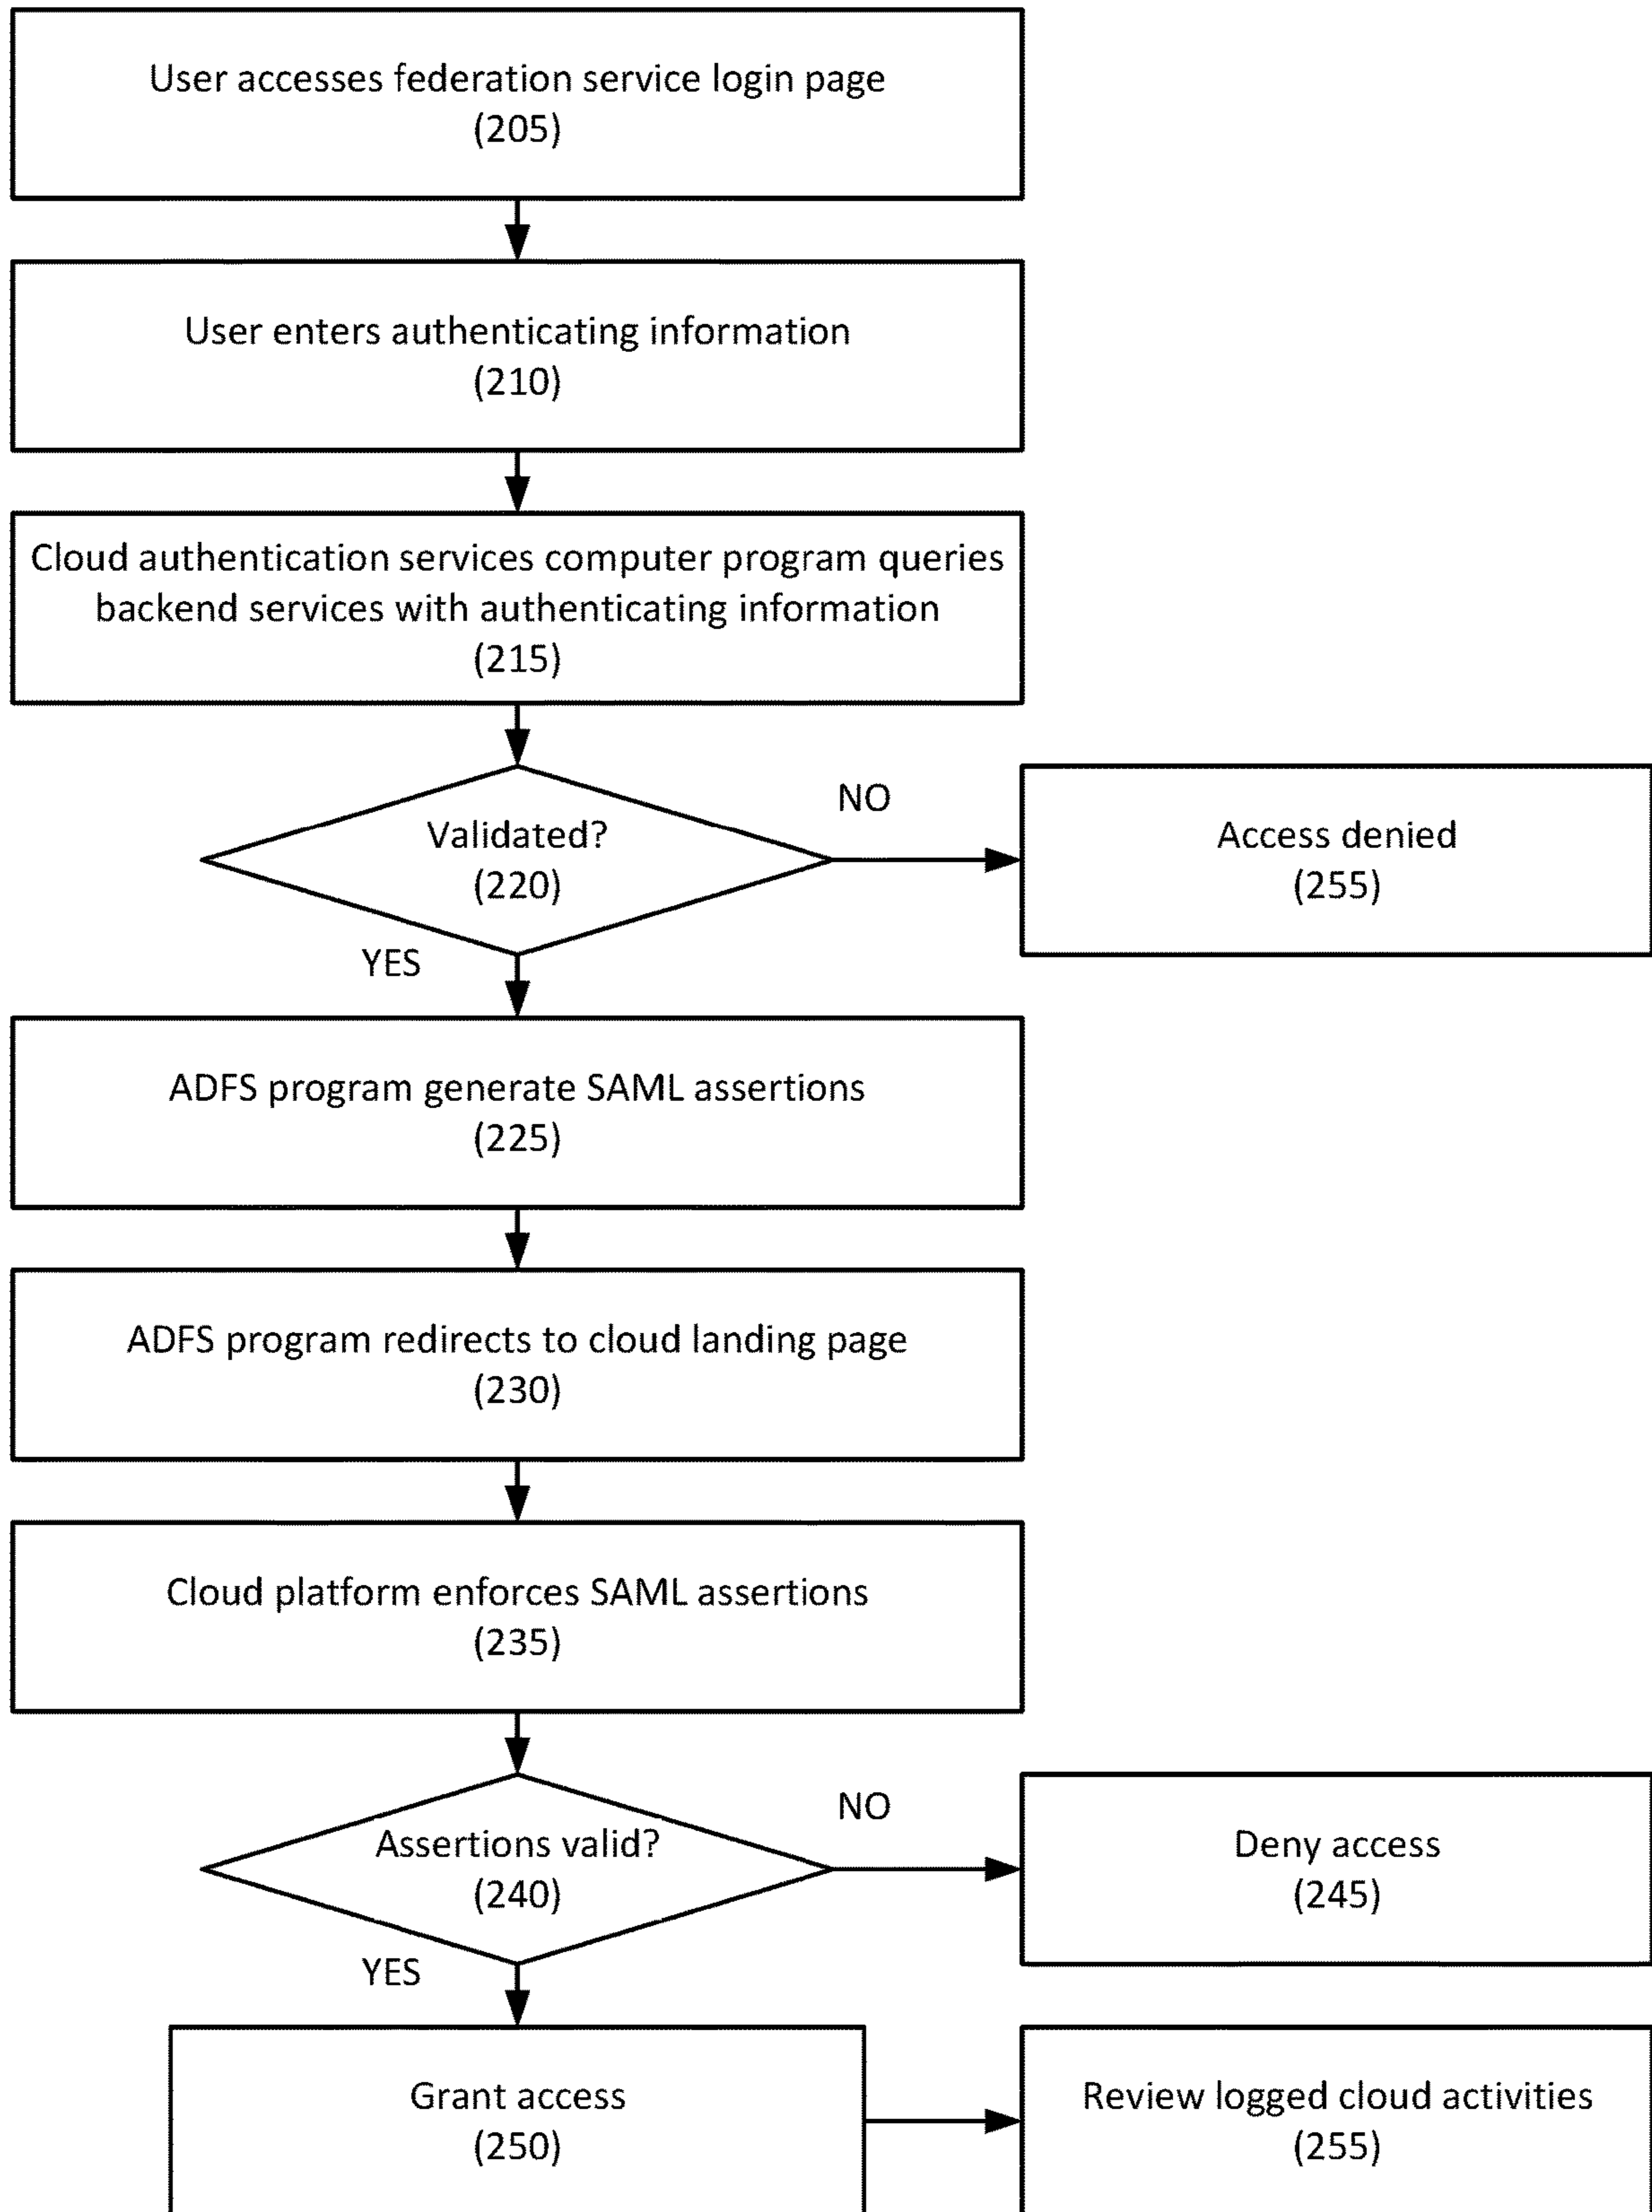 User accesses federation service login page
(205)
User enters authenticating information
(210)
Cloud authentication services computer program queries
backend services with authenticating information
(215)
Validated?
(220)
NO
Access denied
(255)
YES
ADFS program generate SAML assertions
(225)
ADFS program redirects to cloud landing page
(230)
Cloud platform enforces SAML assertions
(235)
Assertions valid?
(240)
NO
Deny access
(245)
YES
Grant access
(250)
Review logged cloud activities
(255)